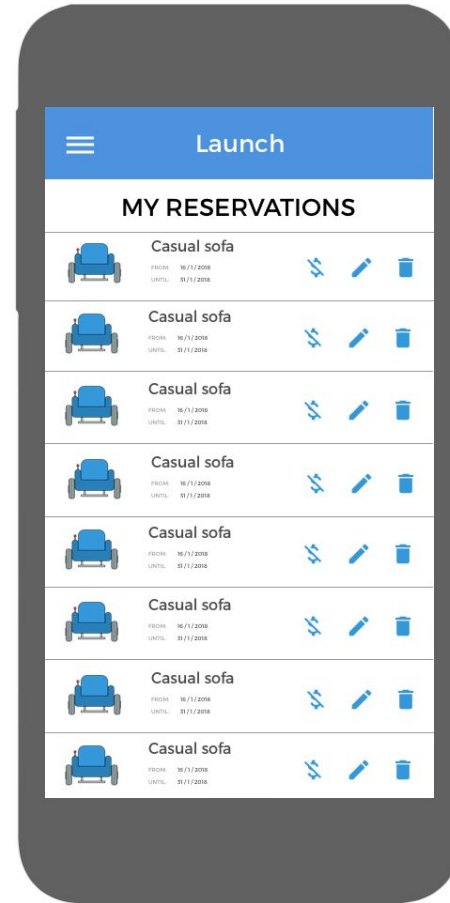 Launch
MY RESERVATIONS
Casual sofa
FROM: 16 / 1 / 2018
UNTIL: 31 / 1 / 2018
Casual sofa
FROM: 16 / 1 / 2018
UNTIL: 31 / 1 / 2018
Casual sofa
FROM: 16 / 1 / 2018
UNTIL: 31 / 1 / 2018
Casual sofa
FROM: 16 / 1 / 2018
UNTIL: 31 / 1 / 2018
Casual sofa
FROM: 16 / 1 / 2018
UNTIL: 31 / 1 / 2018
Casual sofa
FROM: 16 / 1 / 2018
UNTIL: 31 / 1 / 2018
Casual sofa
FROM: 16 / 1 / 2018
UNTIL: 31 / 1 / 2018
Casual sofa
FROM: 16 / 1 / 2018
UNTIL: 31 / 1 / 2018